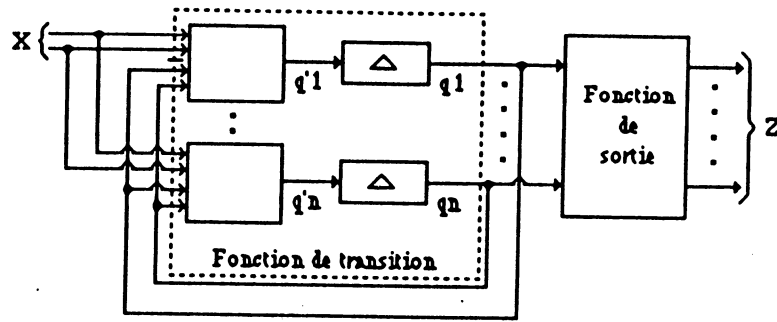 X
q'1
Δ
q1
Fonction
de
sortie
Z
q'n
Δ
qn
Fonction de transition